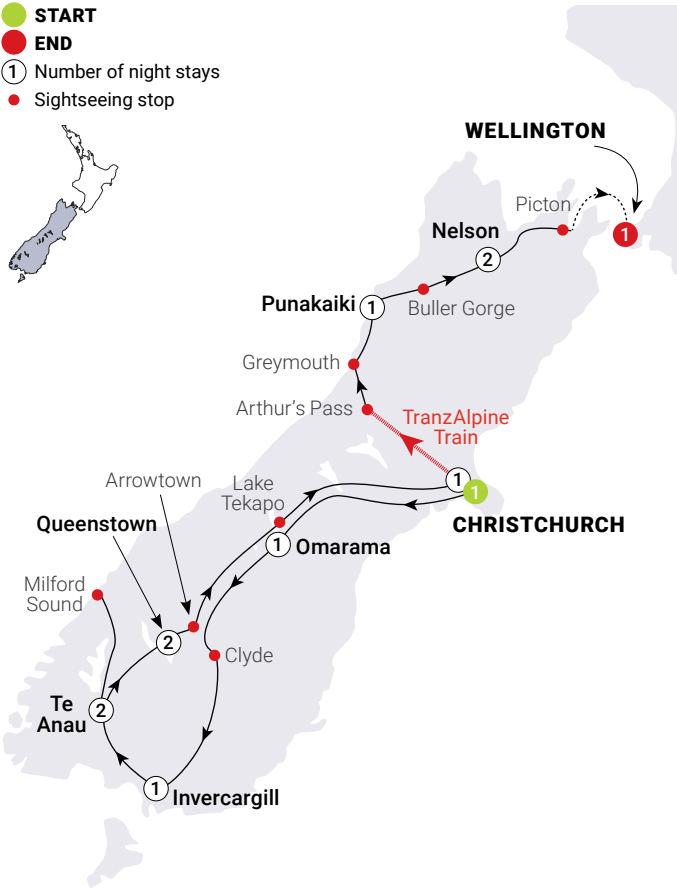 START
END
1 Number of night stays
Sightseeing stop
WELLINGTON
Picton
1
Nelson
2
Punakaiki
1
Buller Gorge
Greymouth
Arthur's Pass
TranzAlpine
Train
Arrowtown
Lake
Tekapo
1
1
CHRISTCHURCH
Queenstown
1
Omarama
Milford
Sound
2
Clyde
Te
Anau
2
1
Invercargill